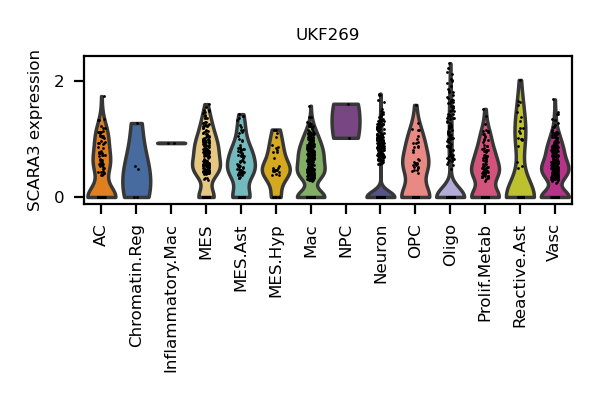 UKF269
SCARA3 expression
2
0
AC
Chromatin.Reg
Inflammatory.Mac
MES
MES.Ast
MES.Hyp
Mac
NPC
Neuron
OPC
Oligo
Prolif.Metab
Reactive.Ast
Vasc